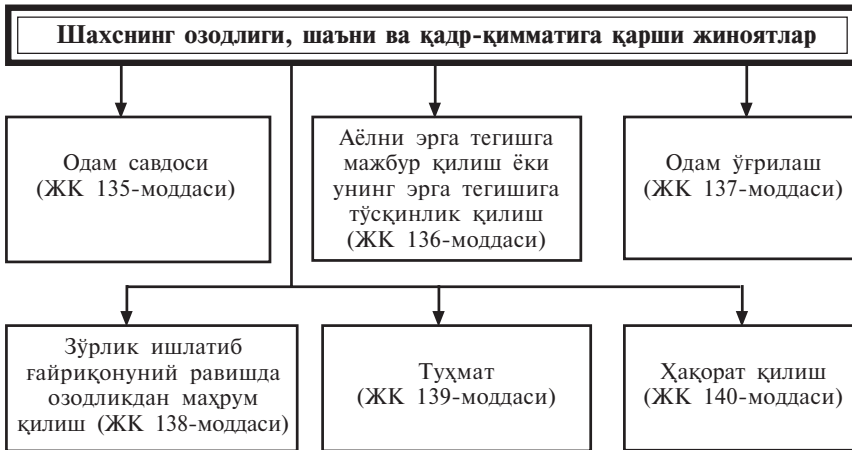 Шахснинг озодлиги, шаъни ва қадр-қимматига қарши жиноятлар
Одам савдоси
(ЖК 135-моддаси)
Аёлни эрга тегишга
мажбур қилиш ёки
унинг эрга тегишига
тўсқинлик қилиш
(ЖК 136-моддаси)
Одам ўғрилаш
(ЖК 137-моддаси)
Зўрлик ишлатиб
ғайриқонуний равишда
озодликдан маҳрум
қилиш (ЖК 138-моддаси)
Туҳмат
(ЖК 139-моддаси)
Ҳақорат қилиш
(ЖК 140-моддаси)